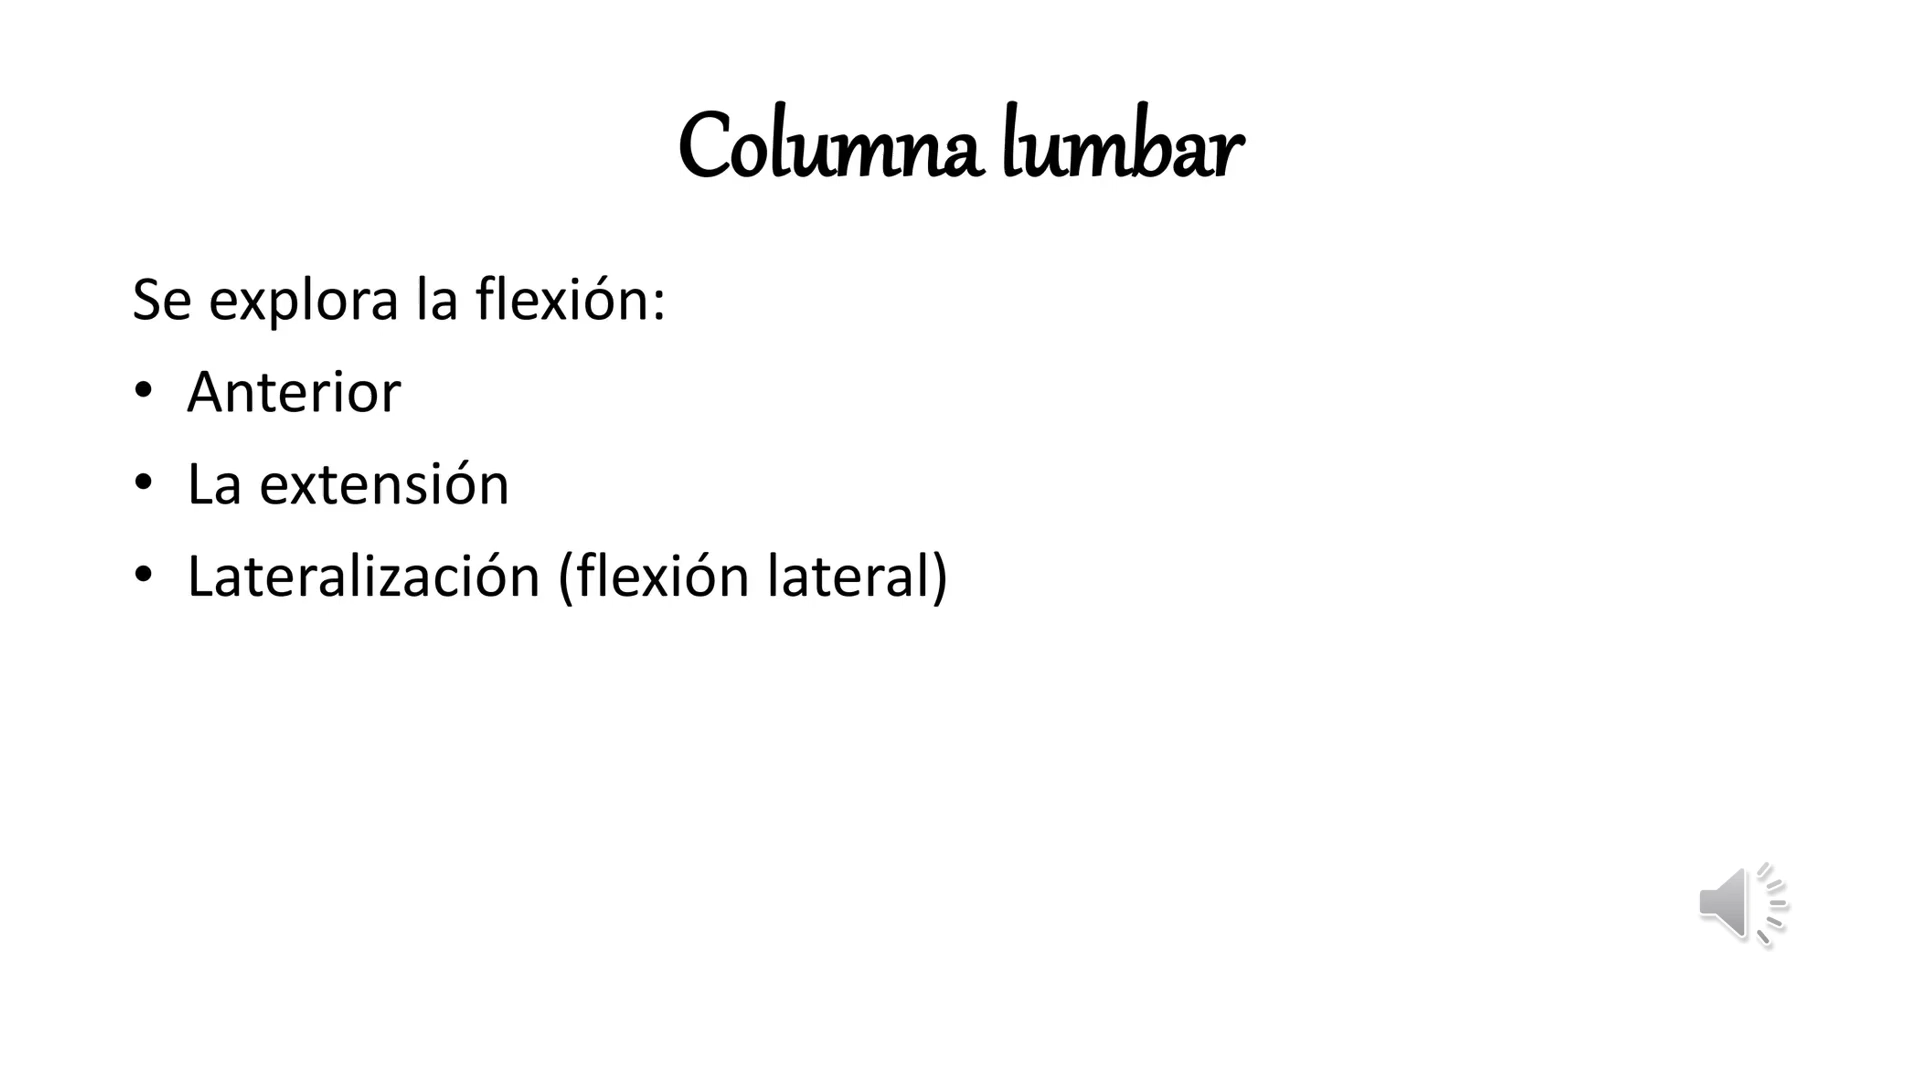 Columna lumbar
Se explora la flexión:
• Anterior
• La extensión
• Lateralización (flexión lateral)